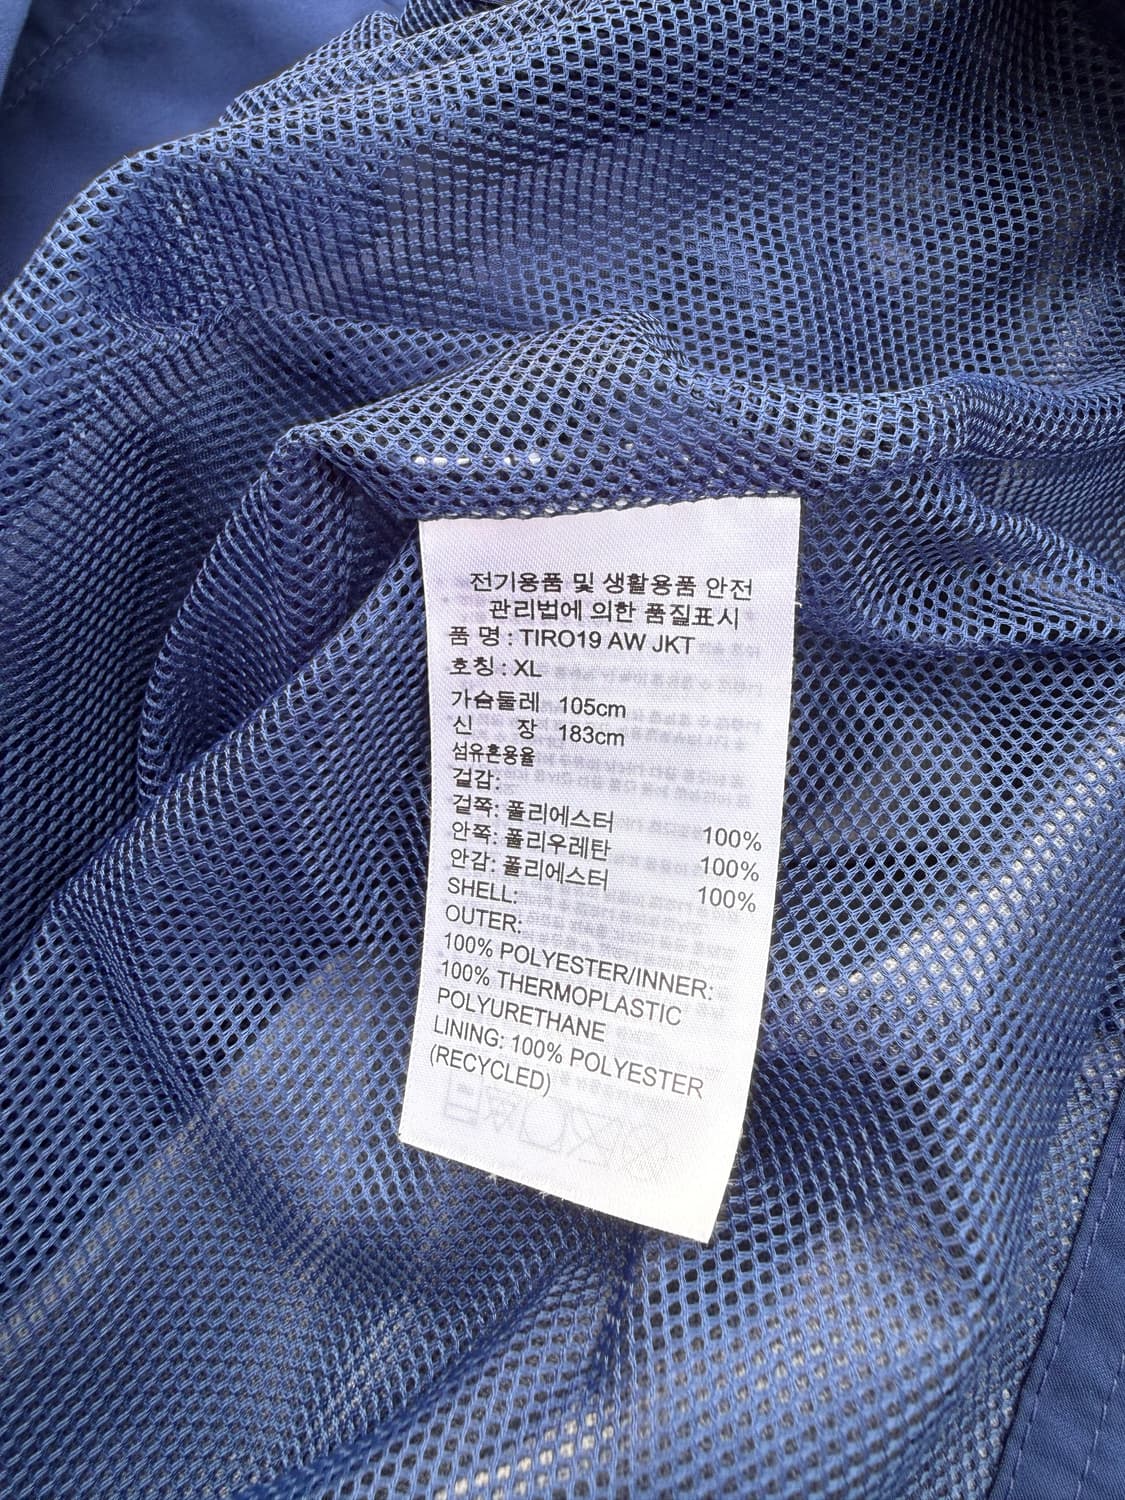 전기용품 및 생활용품 안전
관리법에 의한 품질표시
품 명 : TIRO19 AW JKT
호칭 : XL
가슴둘레 105cm
신 장 183cm
섬유혼용율
겉감:
겉쪽: 폴리에스터 100%
안쪽: 폴리우레탄 100%
안감: 폴리에스터 100%
SHELL:
OUTER:
100% POLYESTER/INNER:
100% THERMOPLASTIC
POLYURETHANE
LINING: 100% POLYESTER
(RECYCLED)